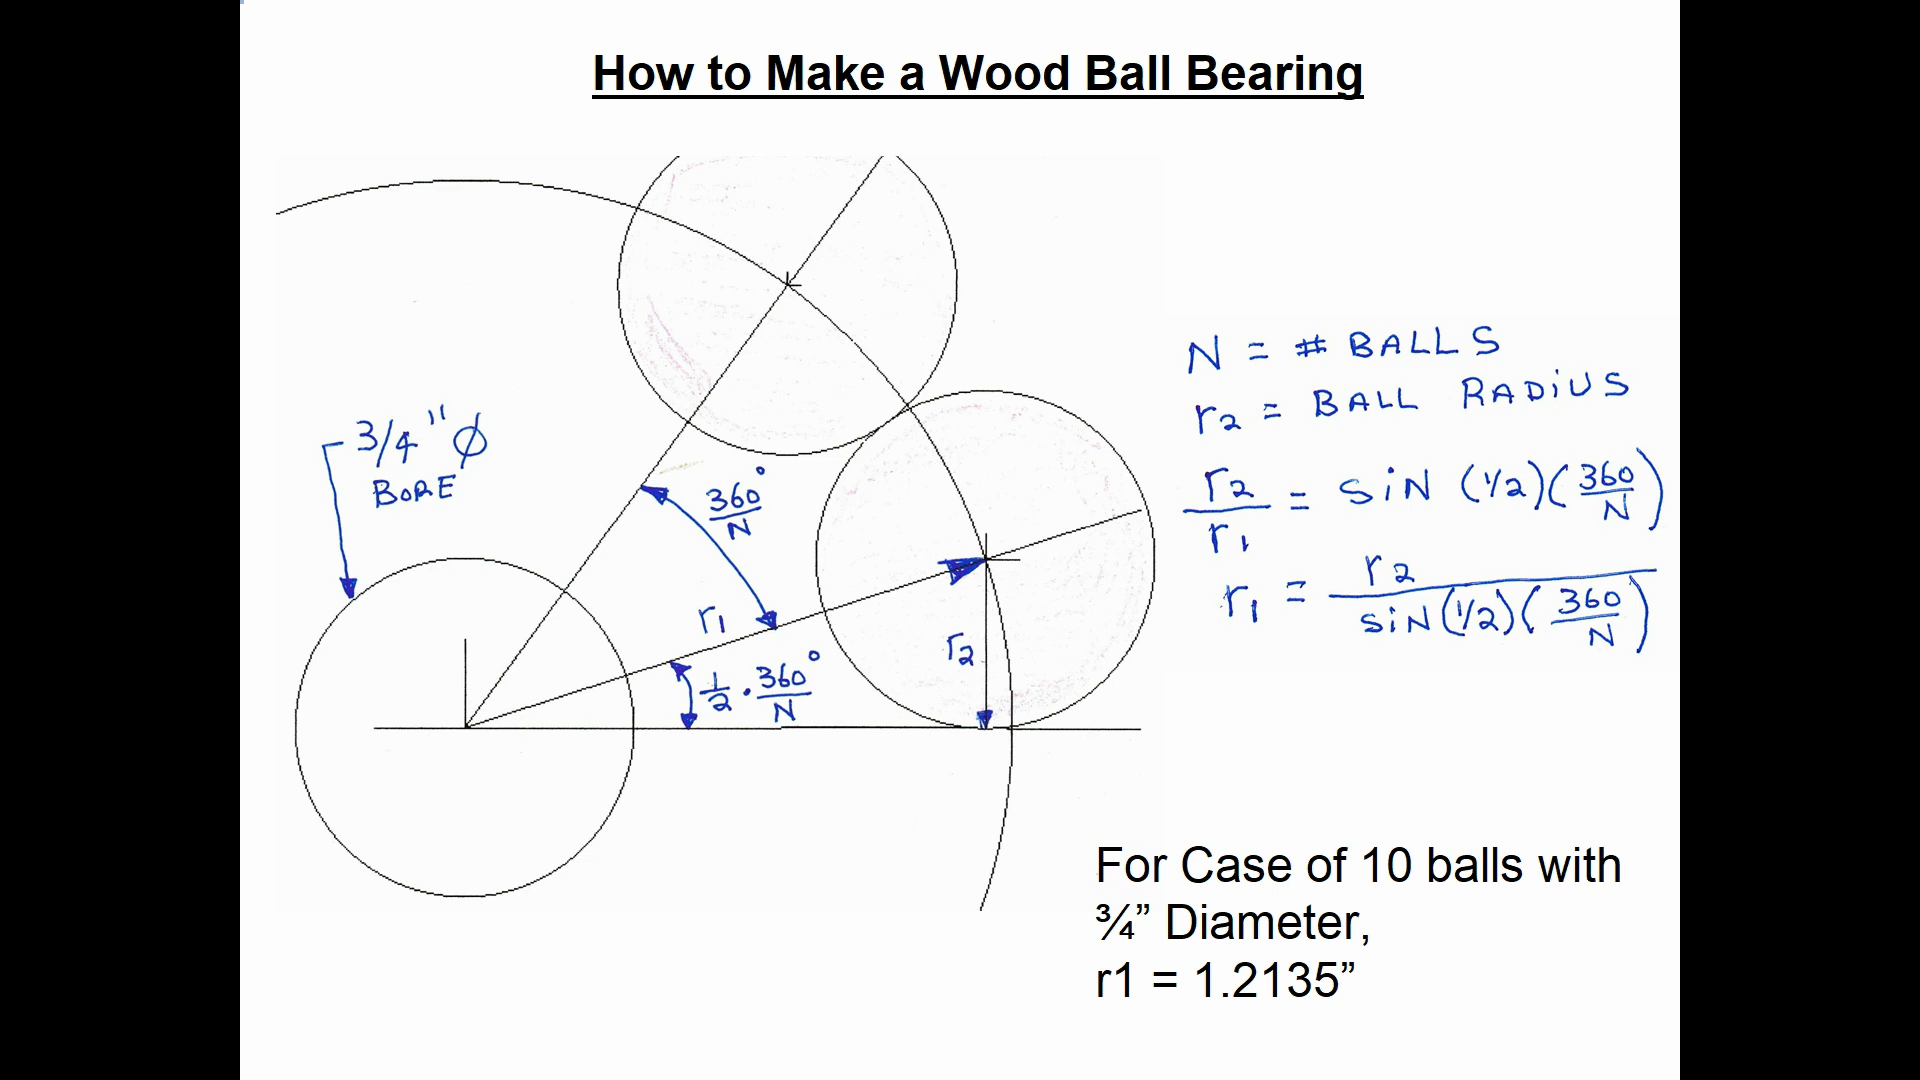 How to Make a Wood Ball Bearing
3/4" Ø
BORE
360°
N
r1
1/2 · 360°
N
r2
N = # BALLS
r2 = BALL RADIUS
r2/r1 = SIN (1/2)(360/N)
r1 = r2/SIN(1/2)(360/N)
For Case of 10 balls with
¾” Diameter,
r1 = 1.2135”